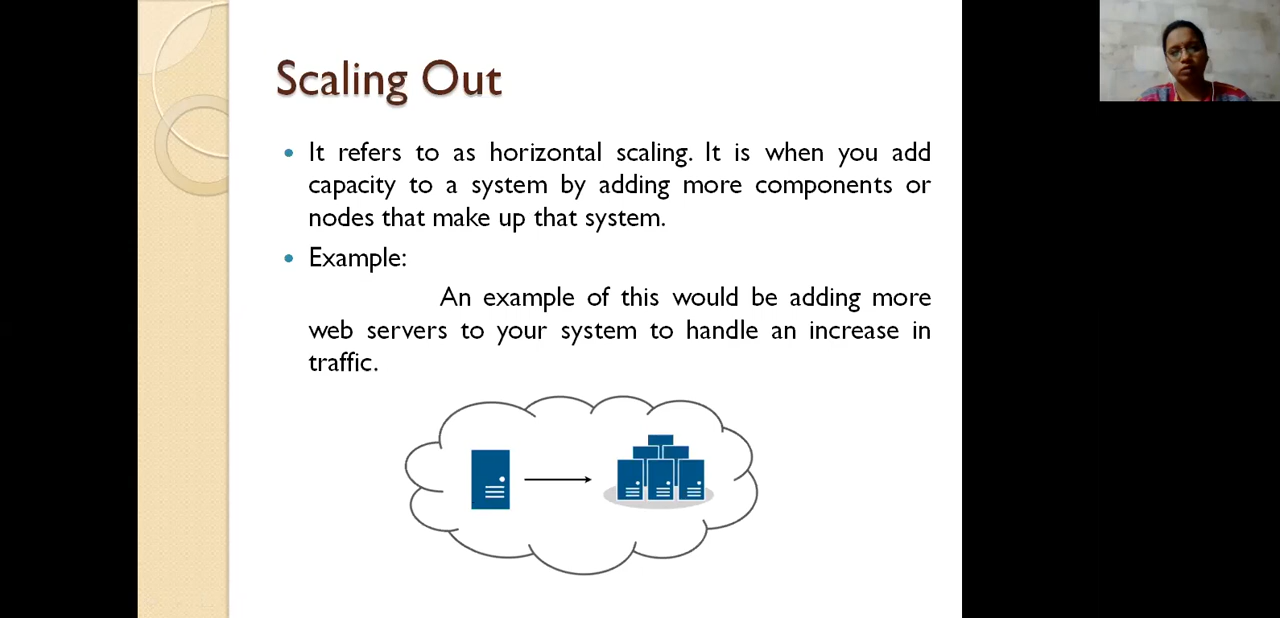 Scaling Out
It refers to as horizontal scaling. It is when you add
capacity to a system by adding more components or
nodes that make up that system.
Example:
An example of this would be adding more
web servers to your system to handle an increase in
traffic.